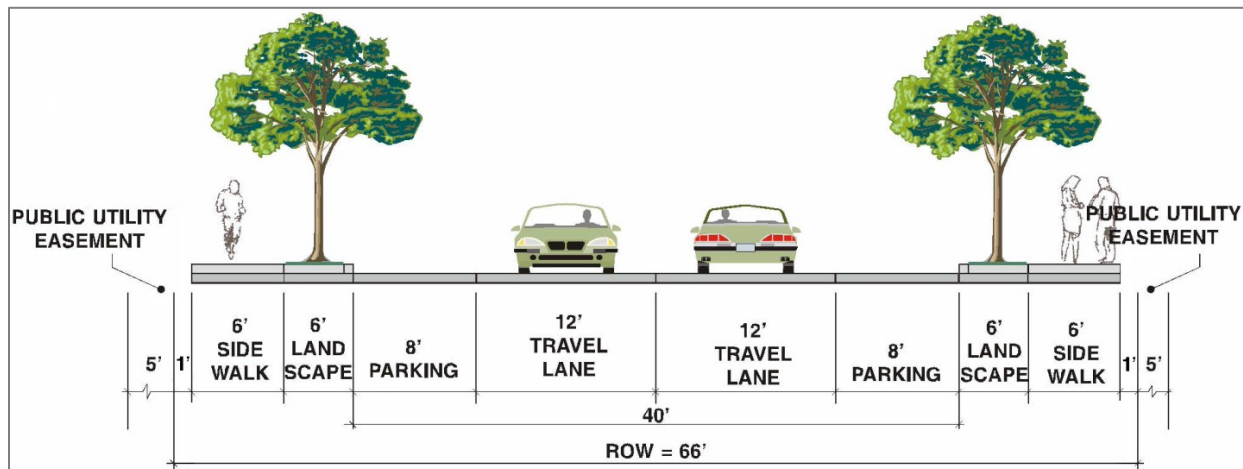 PUBLIC UTILITY
EASEMENT
PUBLIC UTILITY
EASEMENT
5’
1’
6’
SIDE
WALK
6’
LAND
SCAPE
8’
PARKING
12’
TRAVEL
LANE
12’
TRAVEL
LANE
8’
PARKING
6’
LAND
SCAPE
6’
SIDE
WALK
1’
5’
40’
ROW = 66’